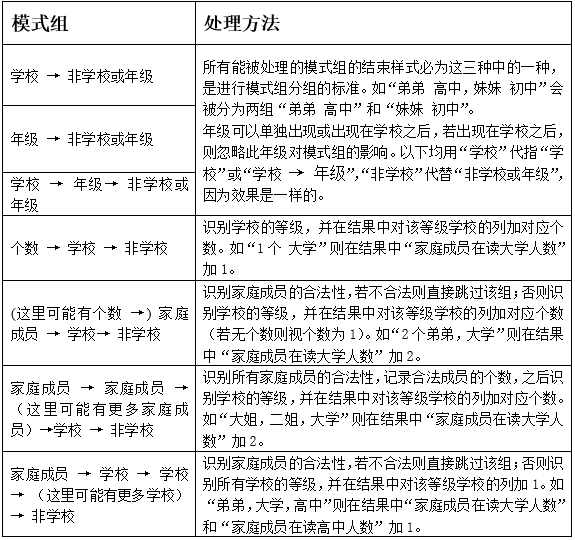 模式组
处理方法
学校 → 非学校或年级
年级 → 非学校或年级
学校 → 年级→ 非学校或
年级
所有能被处理的模式组的结束样式必为这三种中的一种，
是进行模式组分组的标准。如“弟弟 高中，妹妹 初中”会
被分为两组“弟弟 高中”和“妹妹 初中”。
年级可以单独出现或出现在学校之后，若出现在学校之后，
则忽略此年级对模式组的影响。以下均用“学校”代指“学
校”或“学校 → 年级”，“非学校”代替“非学校或年级”，
因为效果是一样的。
个数 → 学校 → 非学校
识别学校的等级，并在结果中对该等级学校的列加对应个
数。如“1个 大学”则在结果中“家庭成员在读大学人数”
加1。
(这里可能有个数 →) 家庭
成员 → 学校→ 非学校
识别家庭成员的合法性，若不合法则直接跳过该组；否则识
别学校的等级，并在结果中对该等级学校的列加对应个数
（若无个数则视个数为1）。如“2个弟弟，大学”则在结果
中“家庭成员在读大学人数”加2。
家庭成员 → 家庭成员 →
（这里可能有更多家庭成
员）→学校 → 非学校
识别所有家庭成员的合法性，记录合法成员的个数，之后识
别学校的等级，并在结果中对该等级学校的列加对应个数。
如“大姐，二姐，大学”则在结果中“家庭成员在读大学人
数”加2。
家庭成员 → 学校 → 学校
→ （这里可能有更多学校）
→ 非学校
识别家庭成员的合法性，若不合法则直接跳过该组；否则识
别所有学校的等级，并在结果中对该等级学校的列加1。如
“弟弟，大学，高中”则在结果中“家庭成员在读大学人数”
和“家庭成员在读高中人数”加1。